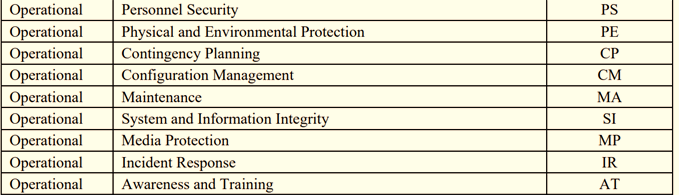 Operational Personnel Security PS
Operational Physical and Environmental Protection PE
Operational Contingency Planning CP
Operational Configuration Management CM
Operational Maintenance MA
Operational System and Information Integrity SI
Operational Media Protection MP
Operational Incident Response IR
Operational Awareness and Training AT